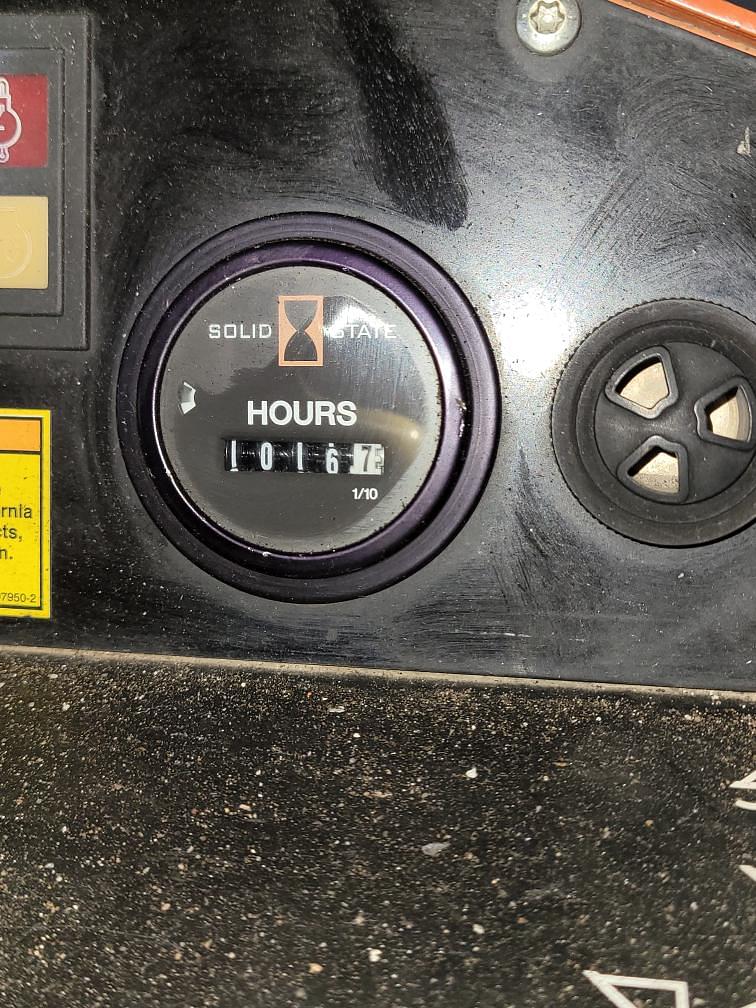 SOLID STATE
HOURS
1 0 1 6 7
1/10
rnia
cts,
n.
7950-2